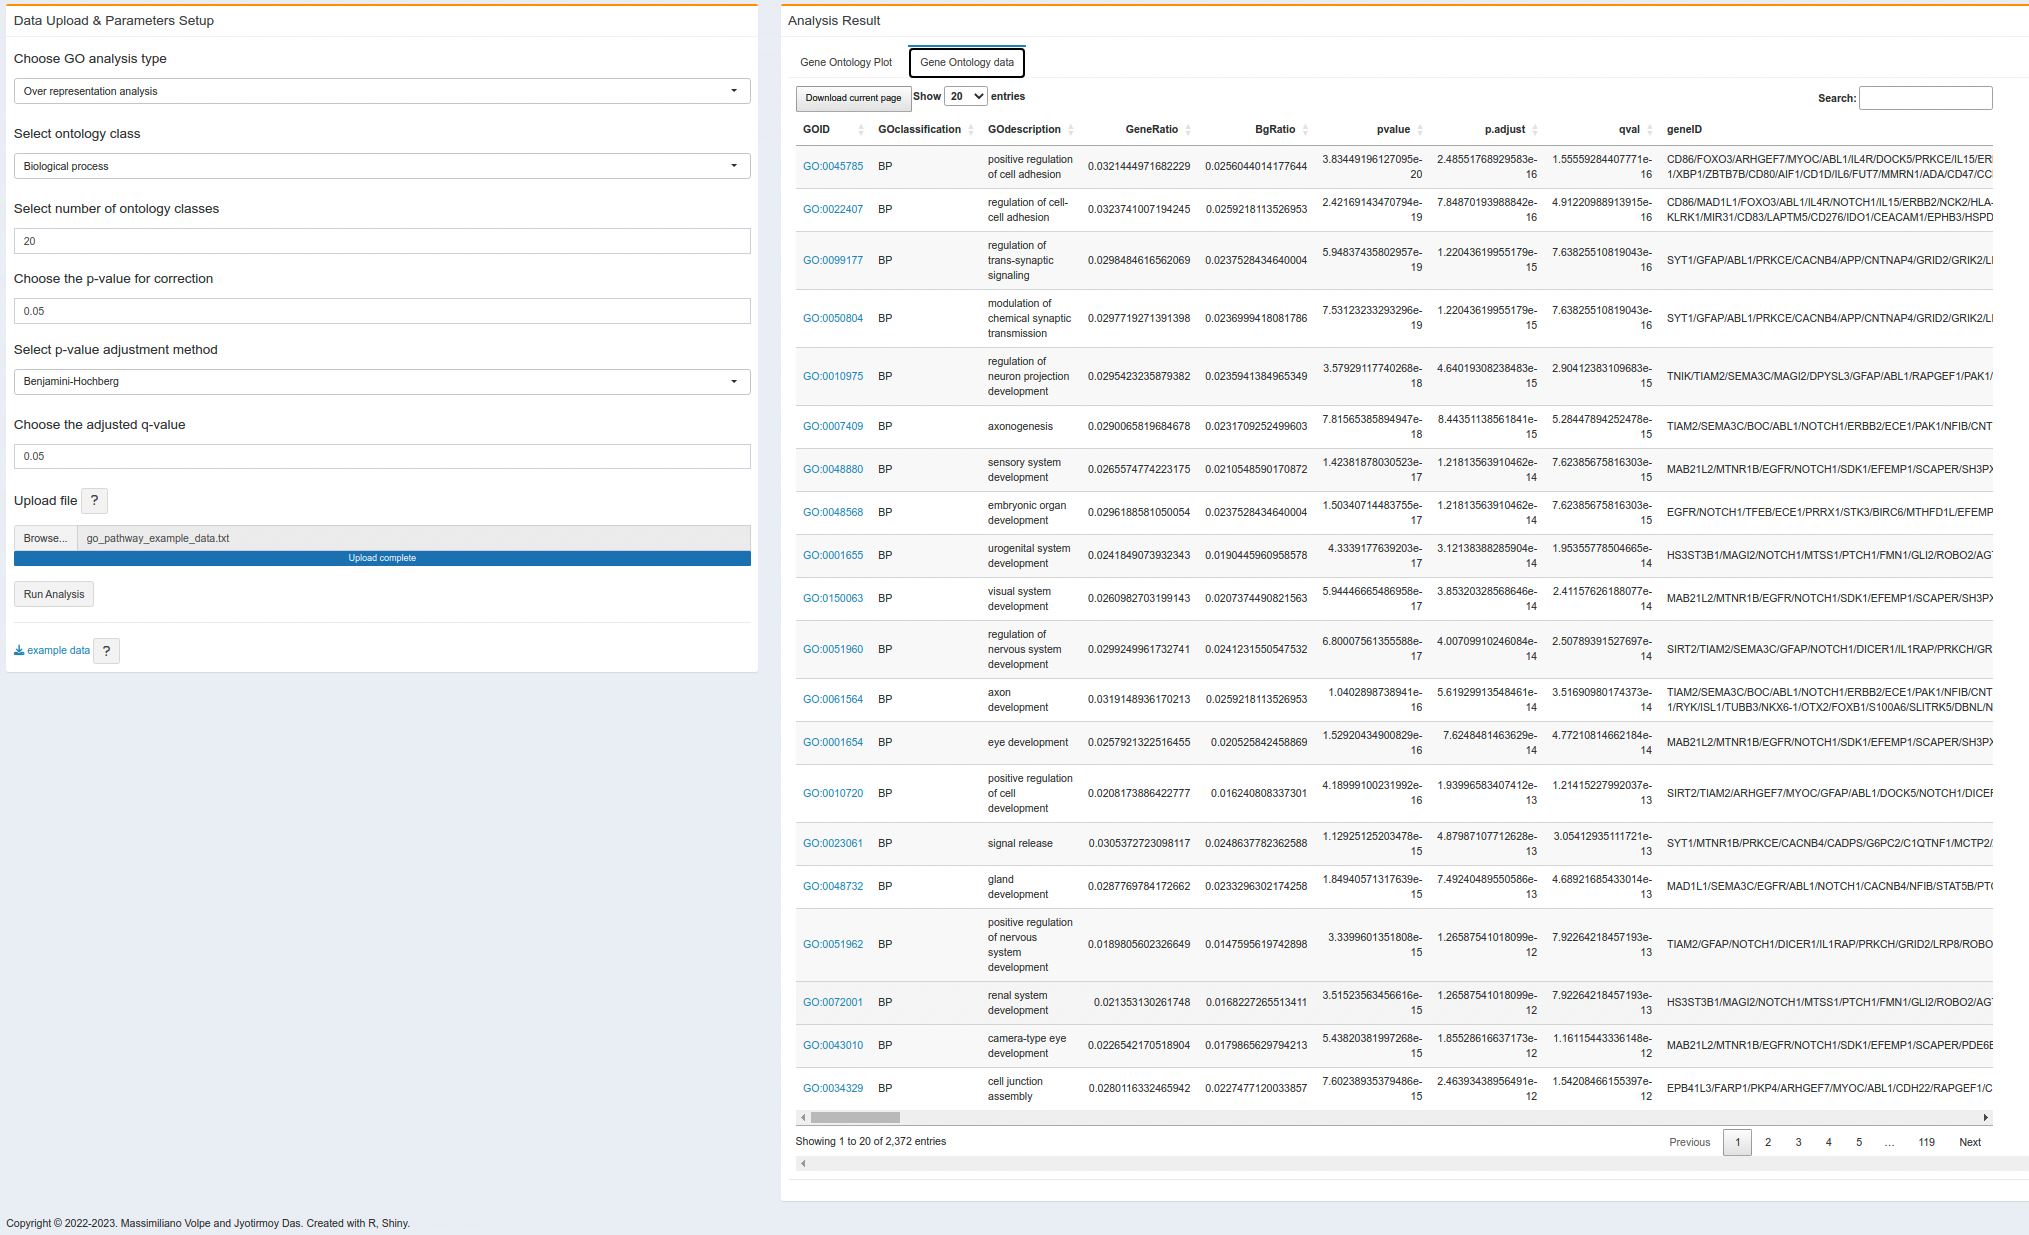 Data Upload & Parameters Setup
Choose GO analysis type
Over representation analysis
Select ontology class
Biological process
Select number of ontology classes
20
Choose the p-value for correction
0.05
Select p-value adjustment method
Benjamini-Hochberg
Choose the adjusted q-value
0.05
Upload file ?
Browse... go_pathway_example_data.txt
Upload complete
Run Analysis
example data ?
Analysis Result
Gene Ontology Plot Gene Ontology data
Download current page Show 20 entries Search:
GOID GOclassification GOdescription GeneRatio BgRatio pvalue p.adjust qval geneID
GO:0045785 BP positive regulation of cell adhesion 0.0321444971682229 0.0256044014177644 3.83449196127095e-20 2.48551768929583e-16 1.55559284407771e-16 CD86/FOXO3/ARHGEF7/MYOC/ABL1/IL4R/DOCK5/PRKCE/IL15/ER
1/XBP1/ZBTB7B/CD80/AIF1/CD1D/IL6/FUT7/MMRN1/ADA/CD47/CC
GO:0022407 BP regulation of cell-cell adhesion 0.0323741007194245 0.0259218113526953 2.42169143470794e-19 7.84870193988842e-16 4.91220988913915e-16 CD86/MAD1L1/FOXO3/ABL1/IL4R/NOTCH1/IL15/ERBB2/NCK2/HLA-
KLRK1/MIR31/CD83/LAPTM5/CD276/IDO1/CEACAM1/EPHB3/HSPD
GO:0099177 BP regulation of trans-synaptic signaling 0.0298484616562069 0.0237528434640004 5.94837435802957e-19 1.22043619955179e-15 7.63825510819043e-16 SYT1/GFAP/ABL1/PRKCE/CACNB4/APP/CNTNAP4/GRID2/GRIK2/L
GO:0050804 BP modulation of chemical synaptic transmission 0.0297719271391398 0.0236999418081786 7.53123233293296e-19 1.22043619955179e-15 7.63825510819043e-16 SYT1/GFAP/ABL1/PRKCE/CACNB4/APP/CNTNAP4/GRID2/GRIK2/L
GO:0010975 BP regulation of neuron projection development 0.0295423235879382 0.0235941384965349 3.57929117740268e-18 4.64019308238483e-15 2.90412383109683e-15 TNIK/TIAM2/SEMA3C/MAGI2/DPYSL3/GFAP/ABL1/RAPGEF1/PAK1/
GO:0007409 BP axonogenesis 0.0290065819684678 0.0231709252499603 7.81565385894947e-18 8.44351138561841e-15 5.28447894252478e-15 TIAM2/SEMA3C/BOC/ABL1/NOTCH1/ERBB2/ECE1/PAK1/NFIB/CNT
GO:0048880 BP sensory system development 0.0265574774223175 0.0210548590170872 1.42381878030523e-17 1.21813563910462e-14 7.62385675816303e-15 MAB21L2/MTNR1B/EGFR/NOTCH1/SDK1/EFEMP1/SCAPER/SH3PX
GO:0048568 BP embryonic organ development 0.0296188581050054 0.0237528434640004 1.50340714483755e-17 1.21813563910462e-14 7.62385675816303e-15 EGFR/NOTCH1/TFEB/ECE1/PRRX1/STK3/BIRC6/MTHFD1L/EFEMP
GO:0001655 BP urogenital system development 0.0241849073932343 0.0190445960958578 4.3339177639203e-17 3.12138388285904e-14 1.95355778504665e-14 HS3ST3B1/MAGI2/NOTCH1/MTSS1/PTCH1/FMN1/GLI2/ROBO2/AG
GO:0150063 BP visual system development 0.0260982703199143 0.0207374490821563 5.94446665486958e-17 3.85320328568646e-14 2.41157626188077e-14 MAB21L2/MTNR1B/EGFR/NOTCH1/SDK1/EFEMP1/SCAPER/SH3PX
GO:0051960 BP regulation of nervous system development 0.0299249961732741 0.0241231550547532 6.80007561355588e-17 4.00709910246084e-14 2.50789391527697e-14 SIRT2/TIAM2/SEMA3C/GFAP/NOTCH1/DICER1/IL1RAP/PRKCH/GR
GO:0061564 BP axon development 0.0319148936170213 0.0259218113526953 1.0402898738941e-16 5.61929913548461e-14 3.51690980174373e-14 TIAM2/SEMA3C/BOC/ABL1/NOTCH1/ERBB2/ECE1/PAK1/NFIB/CNT
1/RYK/ISL1/TUBB3/NKX6-1/OTX2/FOXB1/S100A6/SLITRK5/DBNL/N
GO:0001654 BP eye development 0.0257921322516455 0.020525842458869 1.52920434900829e-16 7.6248481463629e-14 4.77210814662184e-14 MAB21L2/MTNR1B/EGFR/NOTCH1/SDK1/EFEMP1/SCAPER/SH3PX
GO:0010720 BP positive regulation of cell development 0.0208173886422777 0.016240808337301 4.18999100231992e-16 1.93996583407412e-13 1.21415227992037e-13 SIRT2/TIAM2/ARHGEF7/MYOC/GFAP/ABL1/DOCK5/NOTCH1/DICER
GO:0023061 BP signal release 0.0305372723098117 0.0248637782362588 1.12925125203478e-15 4.87987107712628e-13 3.05412935111721e-13 SYT1/MTNR1B/PRKCE/CACNB4/CADPS/G6PC2/C1QTNF1/MCTP2/
GO:0048732 BP gland development 0.0287769784172662 0.0233296302174258 1.84940571317639e-15 7.49240489550586e-13 4.68921685433014e-13 MAD1L1/SEMA3C/EGFR/ABL1/NOTCH1/CACNB4/NFIB/STAT5B/PT
GO:0051962 BP positive regulation of nervous system development 0.0189805602326649 0.0147595619742898 3.3399601351808e-15 1.26587541018099e-12 7.92264218457193e-13 TIAM2/GFAP/NOTCH1/DICER1/IL1RAP/PRKCH/GRID2/LRP8/ROBO
GO:0072001 BP renal system development 0.021353130261748 0.0168227265513411 3.51523563456616e-15 1.26587541018099e-12 7.92264218457193e-13 HS3ST3B1/MAGI2/NOTCH1/MTSS1/PTCH1/FMN1/GLI2/ROBO2/AG
GO:0043010 BP camera-type eye development 0.0226542170518904 0.0179865629794213 5.43820381997268e-15 1.85528616637173e-12 1.16115443336148e-12 MAB21L2/MTNR1B/EGFR/NOTCH1/SDK1/EFEMP1/SCAPER/PDE6B
GO:0034329 BP cell junction assembly 0.0280116332465942 0.0227477120033857 7.60238935379486e-15 2.46393438956491e-12 1.54208466155397e-12 EPB41L3/FARP1/PKP4/ARHGEF7/MYOC/ABL1/CDH22/RAPGEF1/C
Showing 1 to 20 of 2,372 entries Previous 1 2 3 4 5 … 119 Next
Copyright © 2022-2023. Massimiliano Volpe and Jyotirmoy Das. Created with R, Shiny.